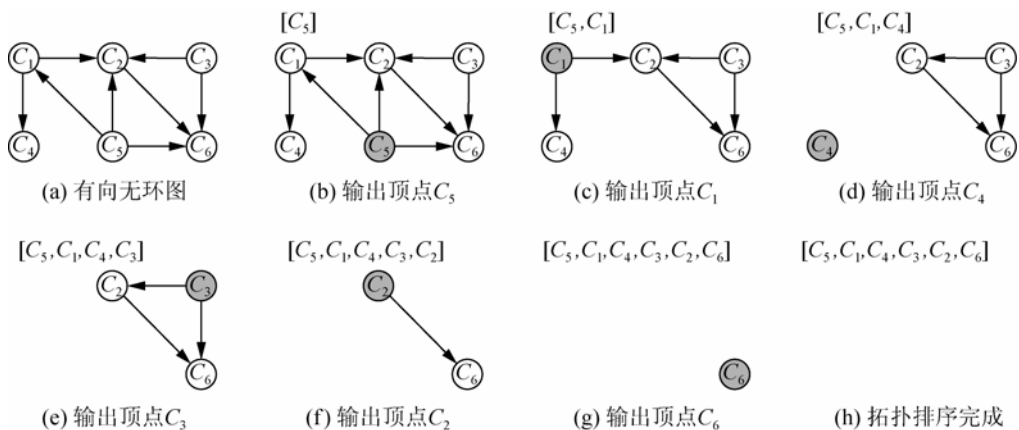 [C₅]
[C₅,C₁]
[C₅,C₁,C₄]
C₁ C₂ C₃
C₄ C₅ C₆
C₁ C₂ C₃
C₄ C₅ C₆
C₁ C₂ C₃
C₄ C₆
C₂ C₃
C₄ C₆
(a) 有向无环图
(b) 输出顶点C₅
(c) 输出顶点C₁
(d) 输出顶点C₄
[C₅,C₁,C₄,C₃]
[C₅,C₁,C₄,C₃,C₂]
[C₅,C₁,C₄,C₃,C₂,C₆]
[C₅,C₁,C₄,C₃,C₂,C₆]
C₂ C₃
C₆
C₂
C₆
C₆
(e) 输出顶点C₃
(f) 输出顶点C₂
(g) 输出顶点C₆
(h) 拓扑排序完成